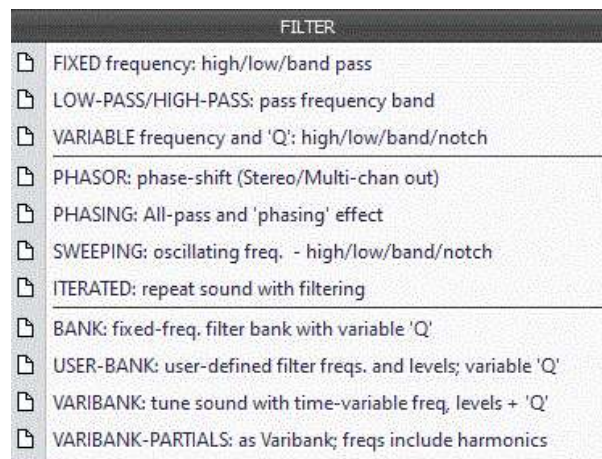 FILTER
FIXED frequency: high/low/band pass
LOW-PASS/HIGH-PASS: pass frequency band
VARIABLE frequency and 'Q': high/low/band/notch
PHASOR: phase-shift (Stereo/Multi-chan out)
PHASING: All-pass and 'phasing' effect
SWEEPING: oscillating freq. - high/low/band/notch
ITERATED: repeat sound with filtering
BANK: fixed-freq. filter bank with variable 'Q'
USER-BANK: user-defined filter freqs. and levels; variable 'Q'
VARIBANK: tune sound with time-variable freq, levels + 'Q'
VARIBANK-PARTIALS: as Varibank; freqs include harmonics